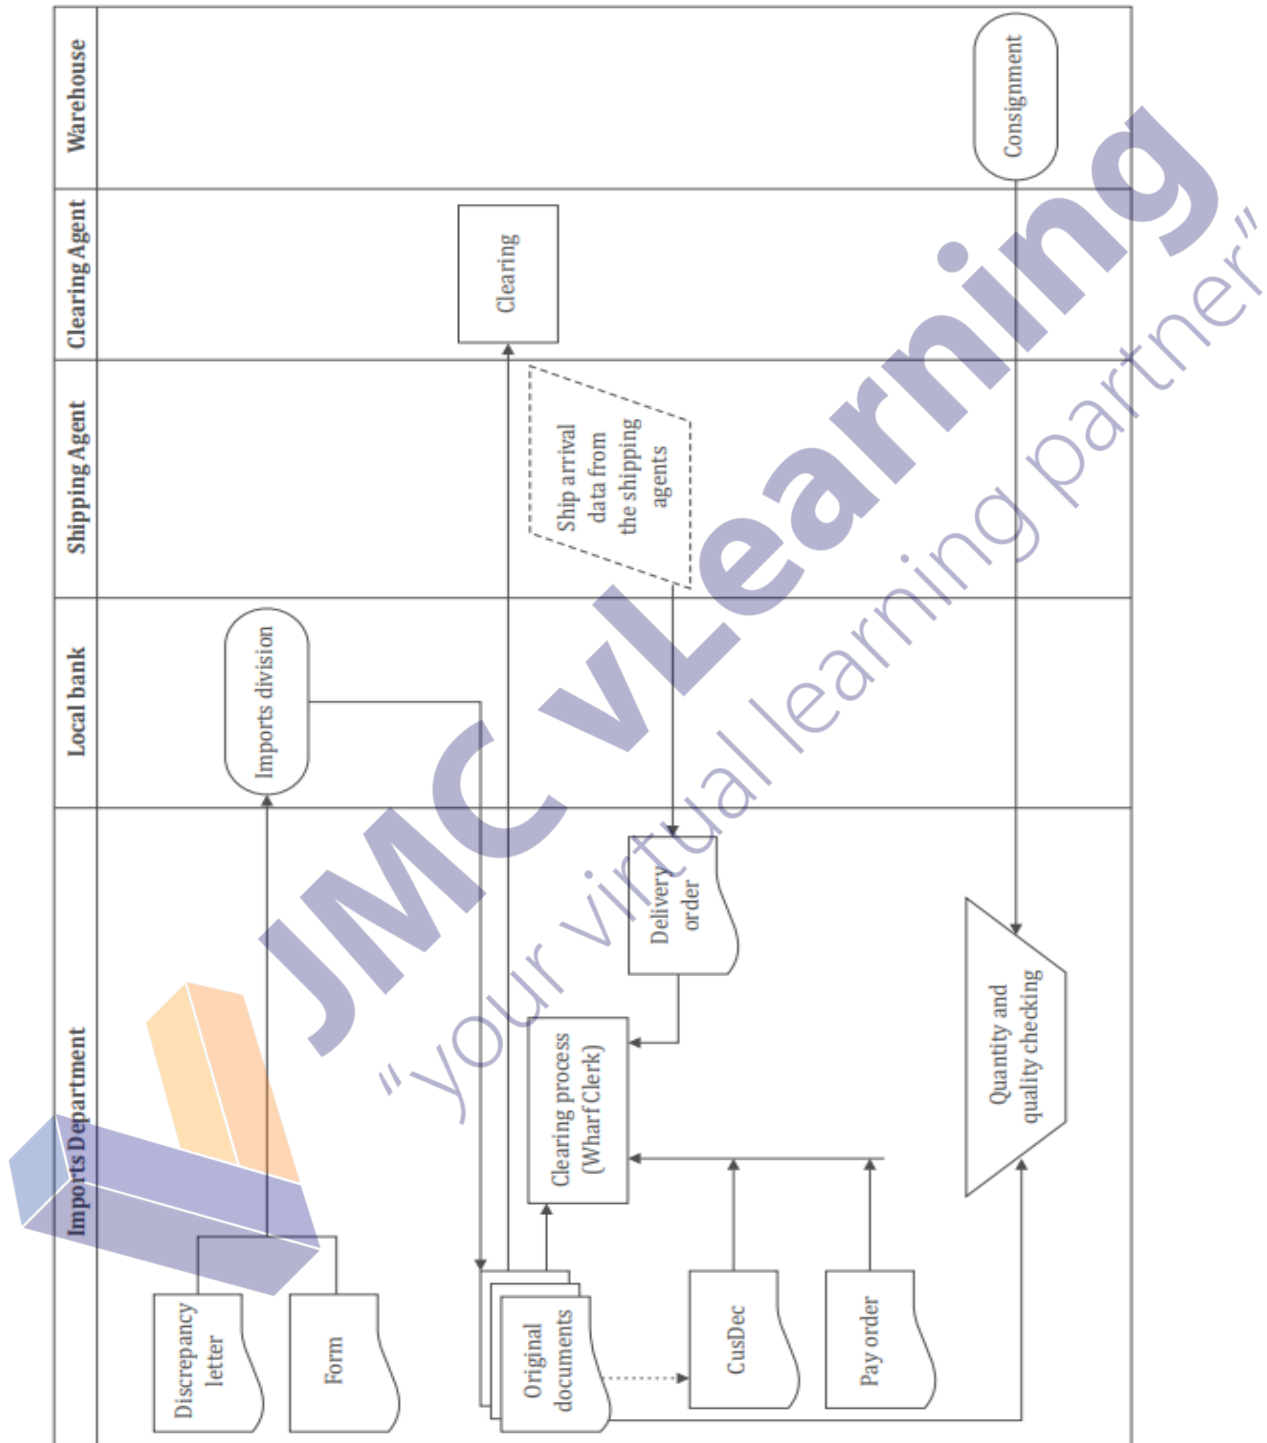 Imports Department
Local bank
Shipping Agent
Clearing Agent
Warehouse
Discrepancy
letter
Form
Imports division
Original
documents
Clearing
Clearing process
(Wharf Clerk)
Ship arrival
data from
the shipping
agents
Delivery
order
CusDec
Pay order
Quantity and
quality checking
Consignment
JMC vLearning
“your virtual learning partner”